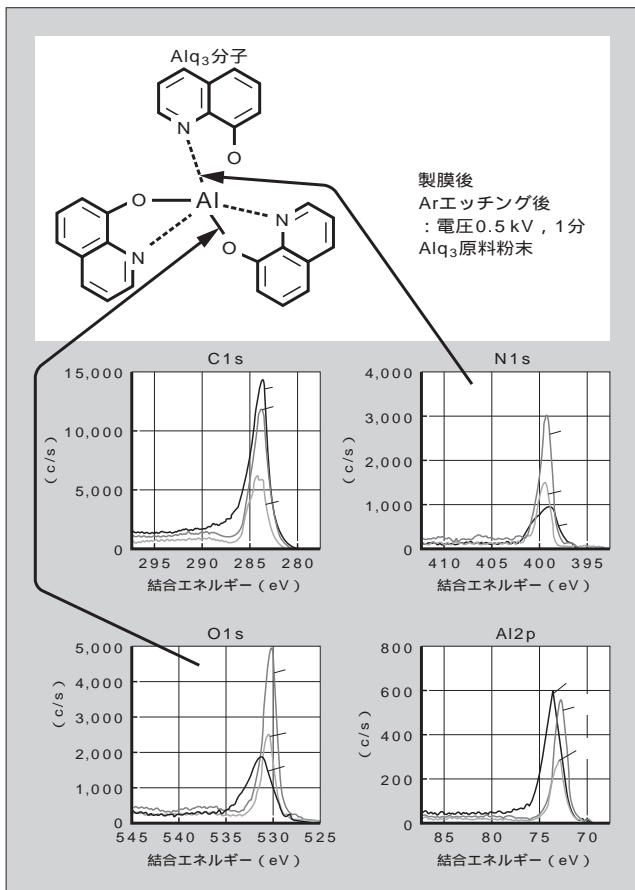 Alq3分子
N
O
O
Al
N
N
O
製膜後
Arエッチング後
：電圧0.5 kV，1分
Alq3原料粉末
C1s
15,000
10,000
5,000
0
（c/s）
295 290 285 280
結合エネルギー（eV）
N1s
4,000
3,000
2,000
1,000
0
（c/s）
410 405 400 395
結合エネルギー（eV）
O1s
5,000
4,000
3,000
2,000
1,000
0
（c/s）
545 540 535 530 525
結合エネルギー（eV）
Al2p
800
600
400
200
0
（c/s）
85 80 75 70
結合エネルギー（eV）